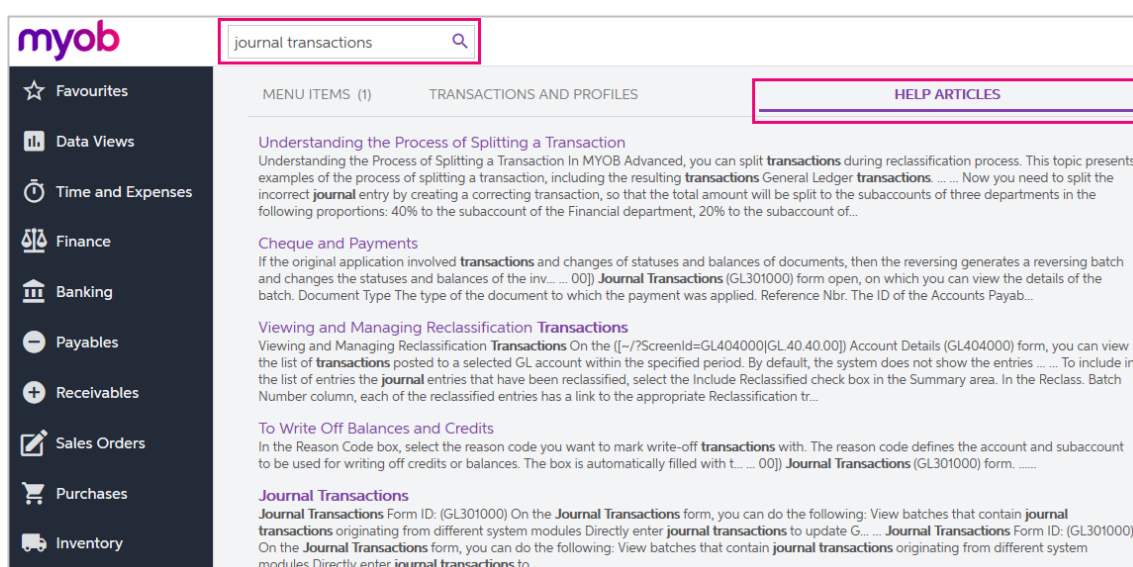 myob
journal transactions
Favourites
Data Views
Time and Expenses
Finance
Banking
Payables
Receivables
Sales Orders
Purchases
Inventory
MENU ITEMS (1) TRANSACTIONS AND PROFILES HELP ARTICLES
Understanding the Process of Splitting a Transaction
Understanding the Process of Splitting a Transaction In MYOB Advanced, you can split transactions during reclassification process. This topic presents
examples of the process of splitting a transaction, including the resulting transactions General Ledger transactions. ... ... Now you need to split the
incorrect journal entry by creating a correcting transaction, so that the total amount will be split to the subaccounts of three departments in the
following proportions: 40% to the subaccount of the Financial department, 20% to the subaccount of...
Cheque and Payments
If the original application involved transactions and changes of statuses and balances of documents, then the reversing generates a reversing batch
and changes the statuses and balances of the inv... ... 00]) Journal Transactions (GL301000) form open, on which you can view the details of the
batch. Document Type The type of the document to which the payment was applied. Reference Nbr. The ID of the Accounts Payab...
Viewing and Managing Reclassification Transactions
Viewing and Managing Reclassification Transactions On the ([~/?ScreenId=GL404000|GL.40.40.00]) Account Details (GL404000) form, you can view
the list of transactions posted to a selected GL account within the specified period. By default, the system does not show the entries ... ... To include in
the list of entries the journal entries that have been reclassified, select the Include Reclassified check box in the Summary area. In the Reclass. Batch
Number column, each of the reclassified entries has a link to the appropriate Reclassification tr...
To Write Off Balances and Credits
In the Reason Code box, select the reason code you want to mark write-off transactions with. The reason code defines the account and subaccount
to be used for writing off credits or balances. The box is automatically filled with t... ... 00]) Journal Transactions (GL301000) form. ......
Journal Transactions
Journal Transactions Form ID: (GL301000) On the Journal Transactions form, you can do the following: View batches that contain journal
transactions originating from different system modules Directly enter journal transactions to update G... ... Journal Transactions Form ID: (GL301000)
On the Journal Transactions form, you can do the following: View batches that contain journal transactions originating from different system
modules Directly enter journal transactions to